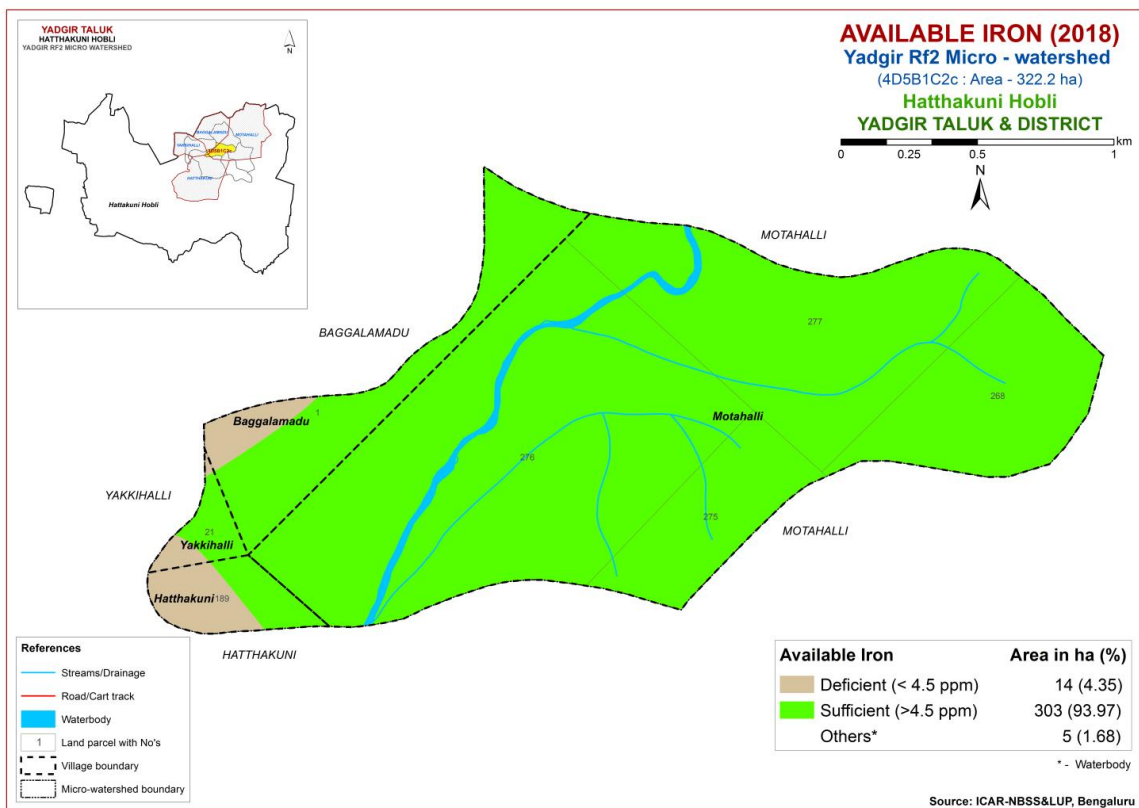 YADGIR TALUK
HATTHAKUNI HOBLI
YADGIR RF2 MICRO WATERSHED
N
BAGGALAMADU
MOTAHALLI
YAKKIHALLI
4D5B1C2c
HATTHAKUNI
Hattakuni Hobli
AVAILABLE IRON (2018)
Yadgir Rf2 Micro - watershed
(4D5B1C2c : Area - 322.2 ha)
Hatthakuni Hobli
YADGIR TALUK & DISTRICT
0 0.25 0.5 1
km
N
MOTAHALLI
BAGGALAMADU
277
268
1
Baggalamadu
Motahalli
276
YAKKIHALLI
275
MOTAHALLI
21
Yakkihalli
Hatthakuni 189
HATTHAKUNI
References
Streams/Drainage
Road/Cart track
Waterbody
1 Land parcel with No's
Village boundary
Micro-watershed boundary
Available Iron Area in ha (%)
Deficient (< 4.5 ppm) 14 (4.35)
Sufficient (>4.5 ppm) 303 (93.97)
Others* 5 (1.68)
* - Waterbody
Source: ICAR-NBSS&LUP, Bengaluru